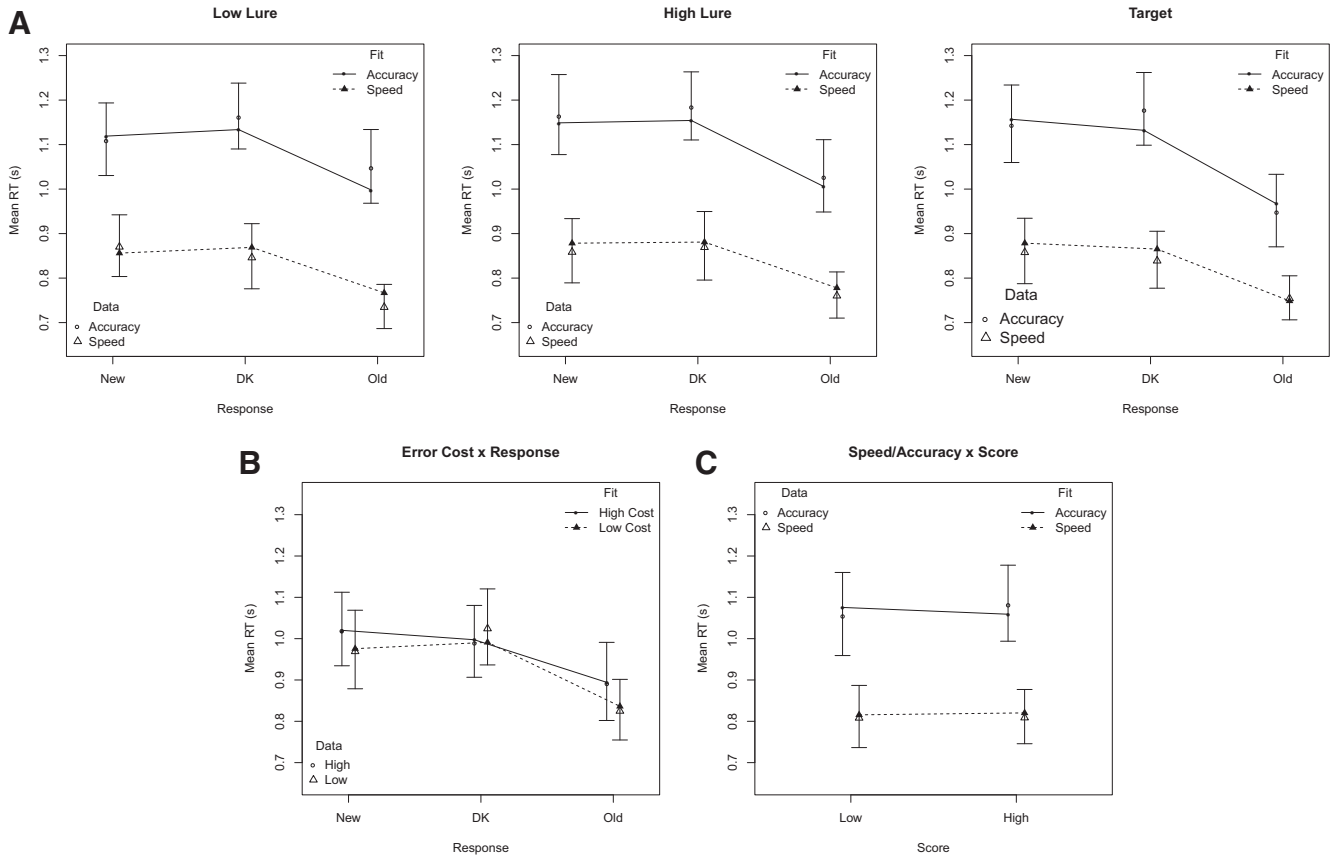 A
Low Lure
Mean RT (s)
1.3
1.2
1.1
1.0
0.9
0.8
0.7
Fit
Accuracy
Speed
Data
Accuracy
Speed
New DK Old
Response
High Lure
Mean RT (s)
1.3
1.2
1.1
1.0
0.9
0.8
0.7
Fit
Accuracy
Speed
Data
Accuracy
Speed
New DK Old
Response
Target
Mean RT (s)
1.3
1.2
1.1
1.0
0.9
0.8
0.7
Fit
Accuracy
Speed
Data
Accuracy
Speed
New DK Old
Response
B
Error Cost x Response
Mean RT (s)
1.3
1.2
1.1
1.0
0.9
0.8
0.7
Fit
High Cost
Low Cost
Data
High
Low
New DK Old
Response
C
Speed/Accuracy x Score
Mean RT (s)
1.3
1.2
1.1
1.0
0.9
0.8
0.7
Data
Accuracy
Speed
Fit
Accuracy
Speed
Low High
Score